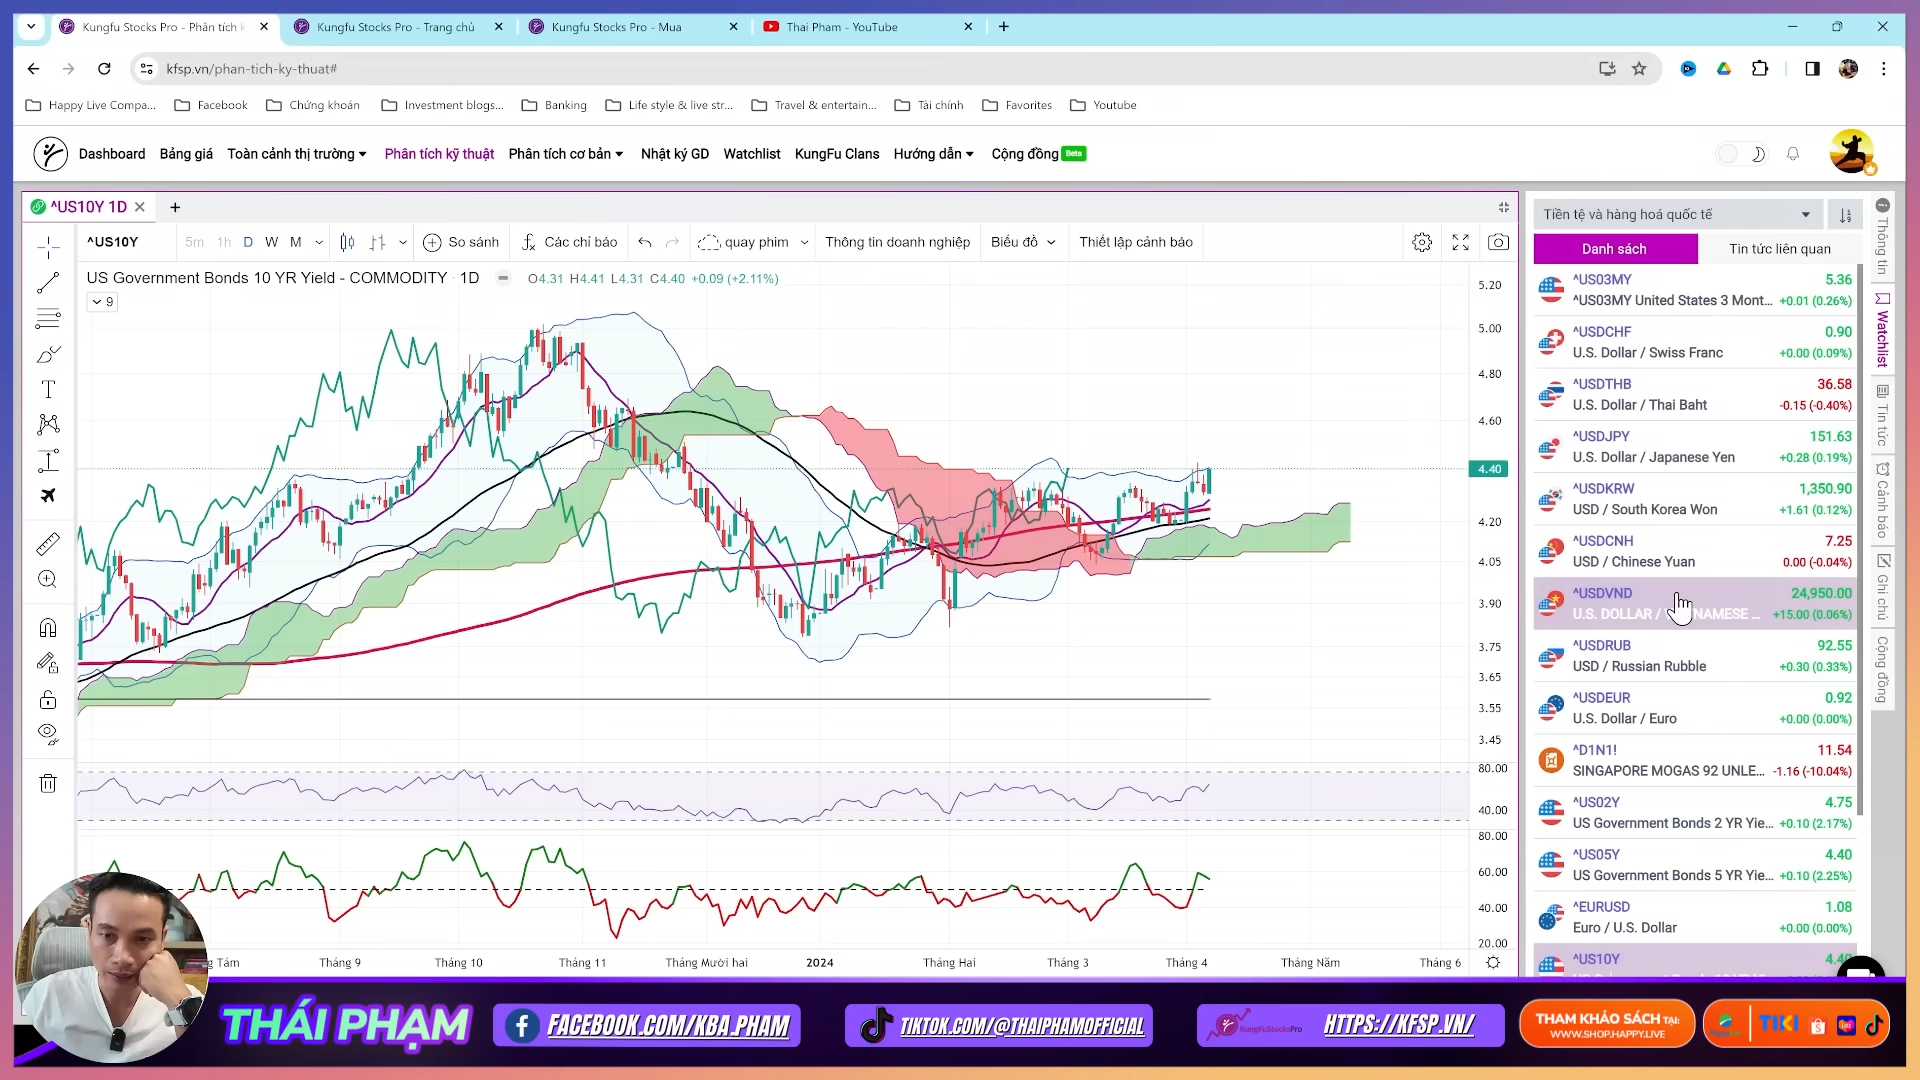 Kungfu Stocks Pro - Phân tích k
Kungfu Stocks Pro - Trang chủ
Kungfu Stocks Pro - Mua
Thai Pham - YouTube
kfsp.vn/phan-tich-ky-thuat#
Happy Live Compa...
Facebook
Chứng khoán
Investment blogs...
Banking
Life style & live str...
Travel & entertain...
Tài chính
Favorites
Youtube
Dashboard
Bảng giá
Toàn cảnh thị trường
Phân tích kỹ thuật
Phân tích cơ bản
Nhật ký GD
Watchlist
KungFu Clans
Hướng dẫn
Cộng đồng
Beta
^US10Y 1D
^US10Y
5m
1h
D
W
M
So sánh
Các chỉ báo
quay phim
Thông tin doanh nghiệp
Biểu đồ
Thiết lập cảnh báo
US Government Bonds 10 YR Yield - COMMODITY · 1D
O4.31 H4.41 L4.31 C4.40 +0.09 (+2.11%)
9
5.20
5.00
4.80
4.60
4.40
4.20
4.05
3.90
3.75
3.65
3.55
3.45
80.00
40.00
80.00
60.00
40.00
20.00
Tám
Tháng 9
Tháng 10
Tháng 11
Tháng Mười hai
2024
Tháng Hai
Tháng 3
Tháng 4
Tháng Năm
Tháng 6
Tiền tệ và hàng hoá quốc tế
Danh sách
Tin tức liên quan
^US03MY 5.36
^US03MY United States 3 Mont... +0.01 (0.26%)
^USDCHF 0.90
U.S. Dollar / Swiss Franc +0.00 (0.09%)
^USDTHB 36.58
U.S. Dollar / Thai Baht -0.15 (-0.40%)
^USDJPY 151.63
U.S. Dollar / Japanese Yen +0.28 (0.19%)
^USDKRW 1,350.90
USD / South Korea Won +1.61 (0.12%)
^USDCNH 7.25
USD / Chinese Yuan 0.00 (-0.04%)
^USDVND 24,950.00
U.S. DOLLAR / NAMESE ... +15.00 (0.06%)
^USDRUB 92.55
USD / Russian Rubble +0.30 (0.33%)
^USDEUR 0.92
U.S. Dollar / Euro +0.00 (0.00%)
^D1N1! 11.54
SINGAPORE MOGAS 92 UNLE... -1.16 (-10.04%)
^US02Y 4.75
US Government Bonds 2 YR Yie... +0.10 (2.17%)
^US05Y 4.40
US Government Bonds 5 YR Yie... +0.10 (2.25%)
^EURUSD 1.08
Euro / U.S. Dollar +0.00 (0.00%)
^US10Y 4.40
Thông tin
Watchlist
Tin tức
Cảnh báo
Ghi chú
Cộng đồng
THÁI PHẠM
FACEBOOK.COM/KBA.PHAM
TIKTOK.COM/@THAIPHAMOFFICIAL
KungFuStocksPro
HTTPS://KFSP.VN/
THAM KHẢO SÁCH TẠI:
WWW.SHOP.HAPPY.LIVE
TIKI